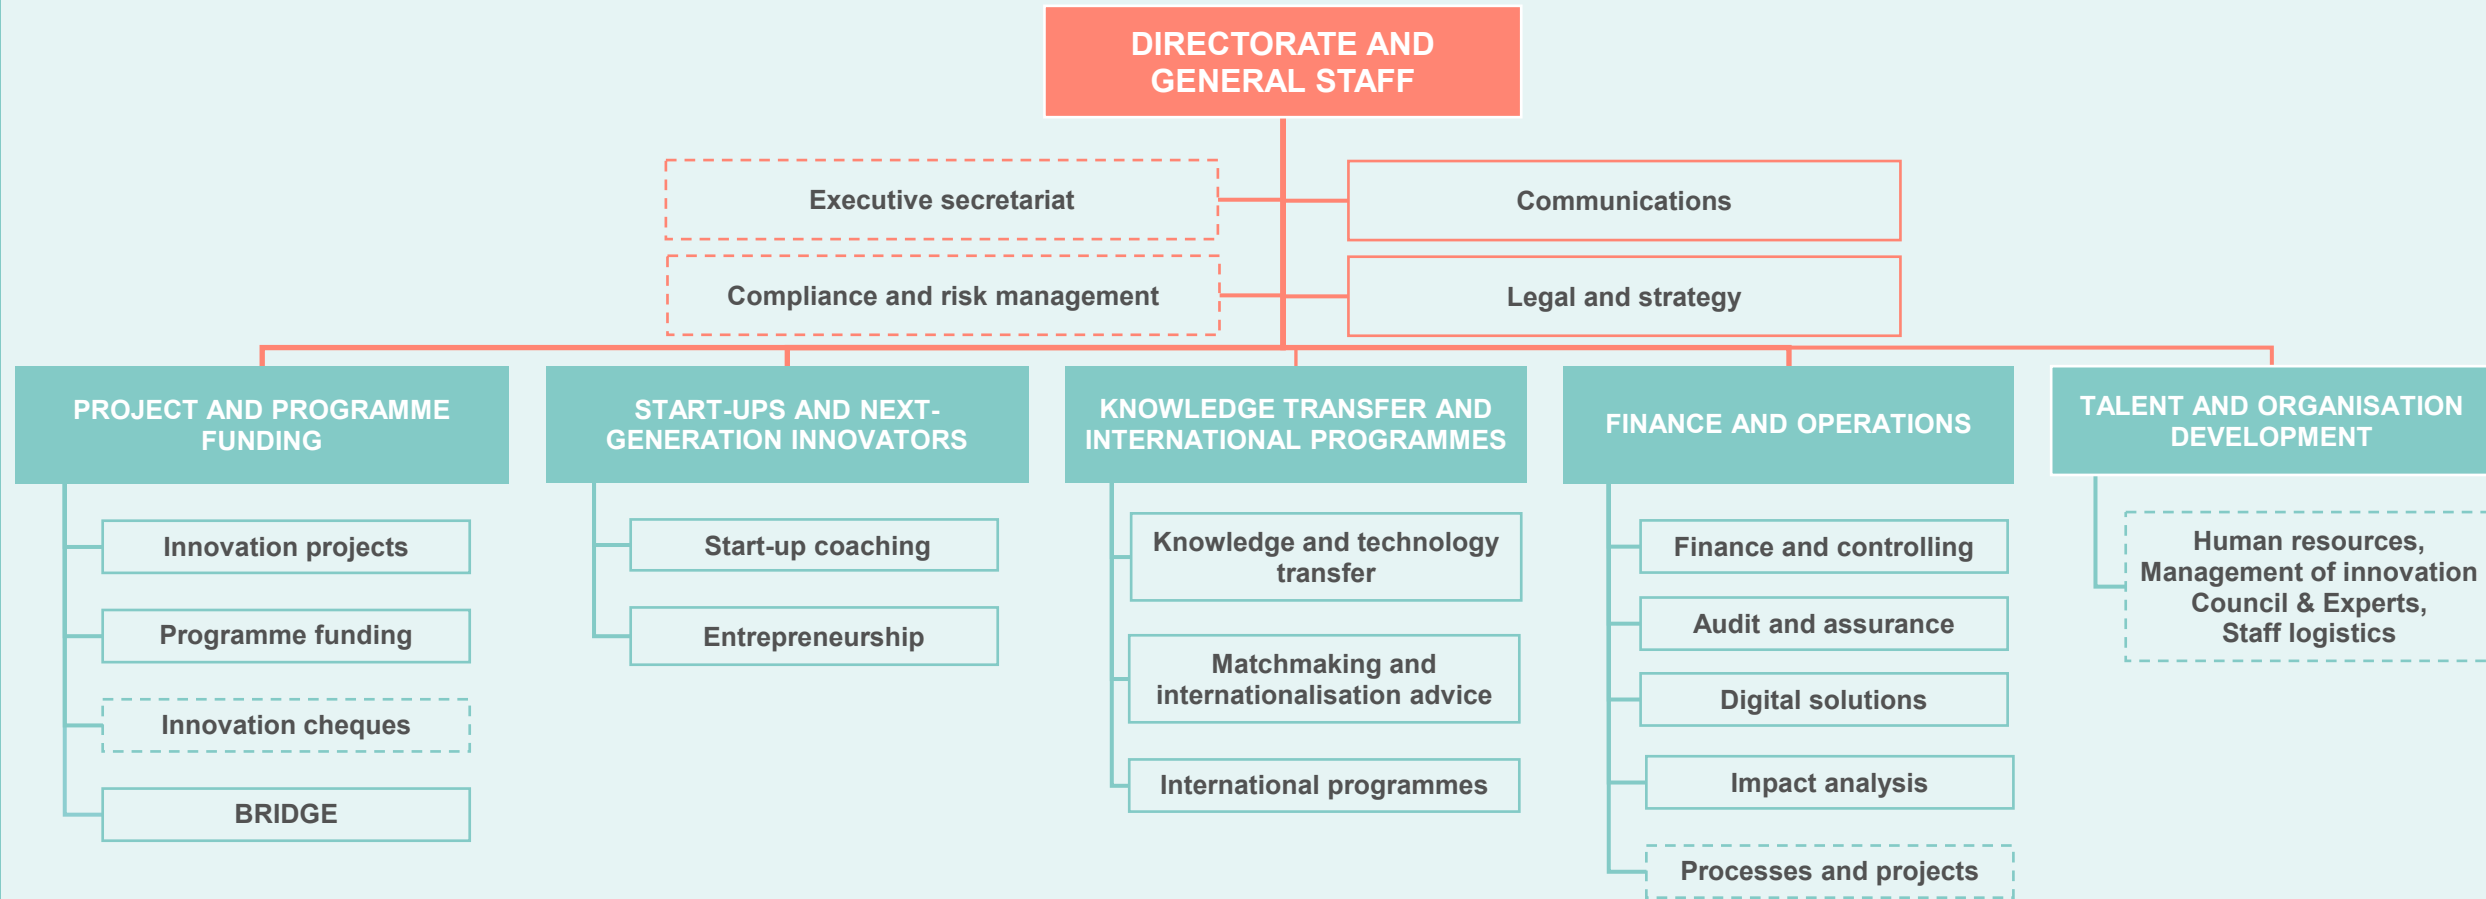 DIRECTORATE AND
GENERAL STAFF
Executive secretariat
Communications
Compliance and risk management
Legal and strategy
PROJECT AND PROGRAMME
FUNDING
Innovation projects
Programme funding
Innovation cheques
BRIDGE
START-UPS AND NEXT-
GENERATION INNOVATORS
Start-up coaching
Entrepreneurship
KNOWLEDGE TRANSFER AND
INTERNATIONAL PROGRAMMES
Knowledge and technology
transfer
Matchmaking and
internationalisation advice
International programmes
FINANCE AND OPERATIONS
Finance and controlling
Audit and assurance
Digital solutions
Impact analysis
Processes and projects
TALENT AND ORGANISATION
DEVELOPMENT
Human resources,
Management of innovation
Council & Experts,
Staff logistics